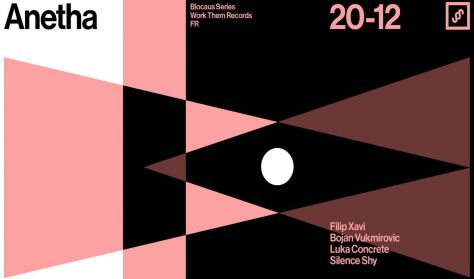 Anetha
Blocaus Series
Work Them Records
FR
20-12
Filip Xavi
Bojan Vukmirovic
Luka Concrete
Silence Shy